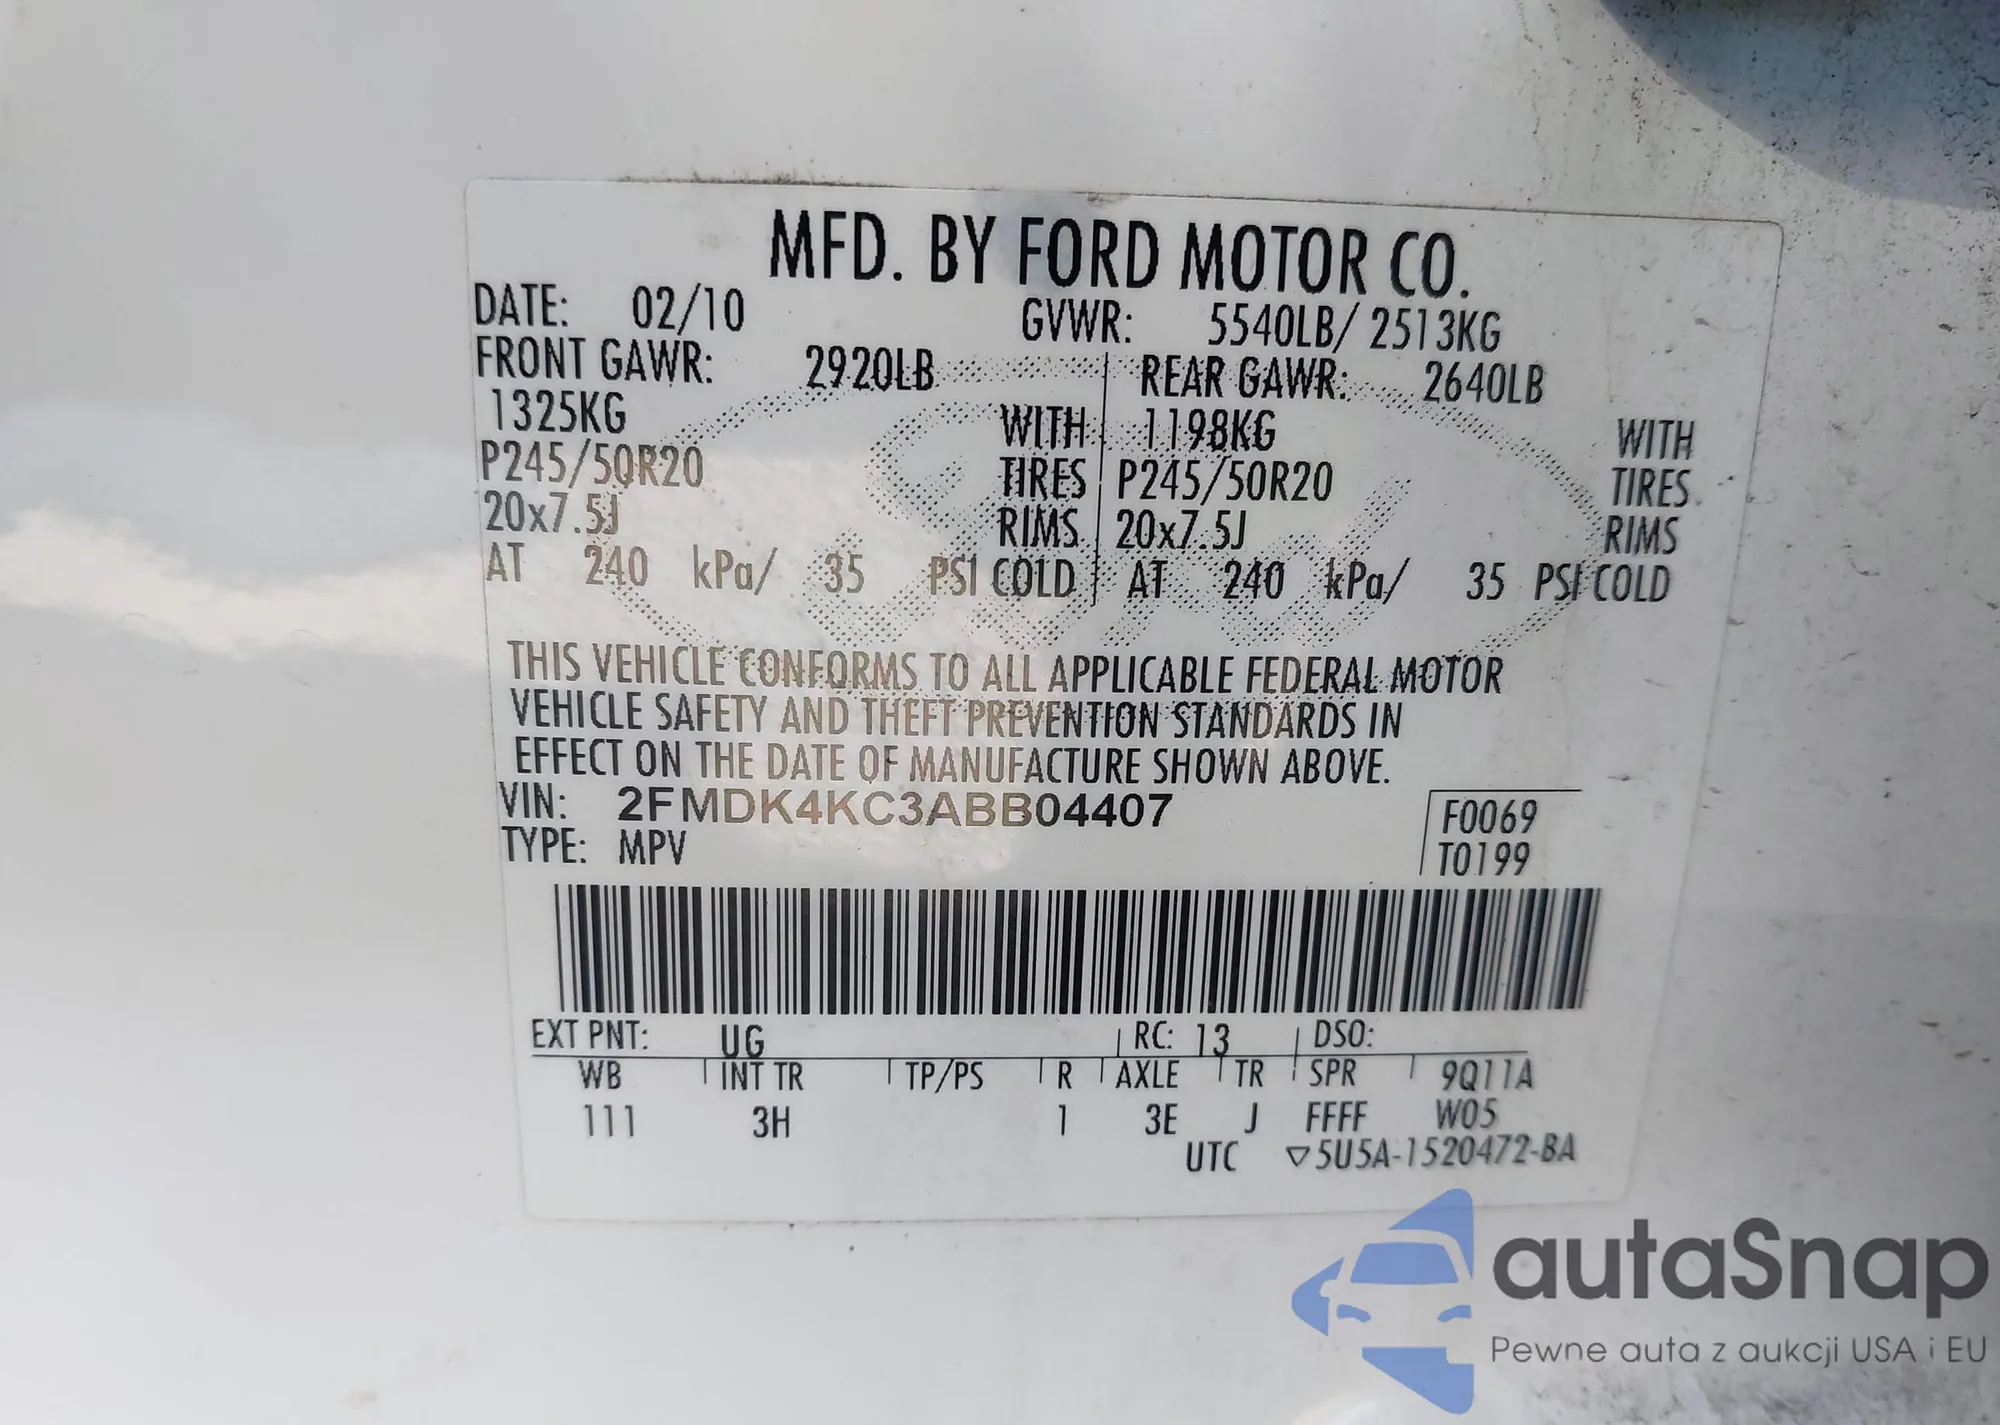 MFD. BY FORD MOTOR CO.
DATE: 02/10 GVWR: 5540LB/ 2513KG
FRONT GAWR: 2920LB REAR GAWR: 2640LB
1325KG WITH 1198KG WITH
P245/50R20 TIRES P245/50R20 TIRES
20x7.5J RIMS 20x7.5J RIMS
AT 240 kPa/ 35 PSI COLD AT 240 kPa/ 35 PSI COLD
THIS VEHICLE CONFORMS TO ALL APPLICABLE FEDERAL MOTOR
VEHICLE SAFETY AND THEFT PREVENTION STANDARDS IN
EFFECT ON THE DATE OF MANUFACTURE SHOWN ABOVE.
VIN: 2FMDK4KC3ABB04407 F0069
TYPE: MPV T0199
EXT PNT: UG RC: 13 DSO:
WB INT TR TP/PS R AXLE TR SPR 9Q11A
111 3H 1 3E J FFFF W05
UTC ▽5U5A-1520472-BA
autaSnap
Pewne auta z aukcji USA i EU